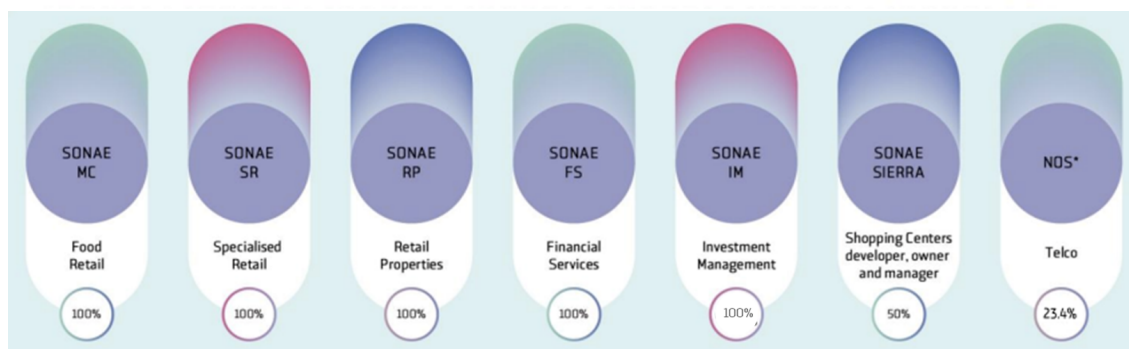 SONAE
MC
Food
Retail
100%
SONAE
SR
Specialised
Retail
100%
SONAE
RP
Retail
Properties
100%
SONAE
FS
Financial
Services
100%
SONAE
IM
Investment
Management
100%,
SONAE
SIERRA
Shopping Centers
developer, owner
and manager
50%
NOS*
Telco
23.4%